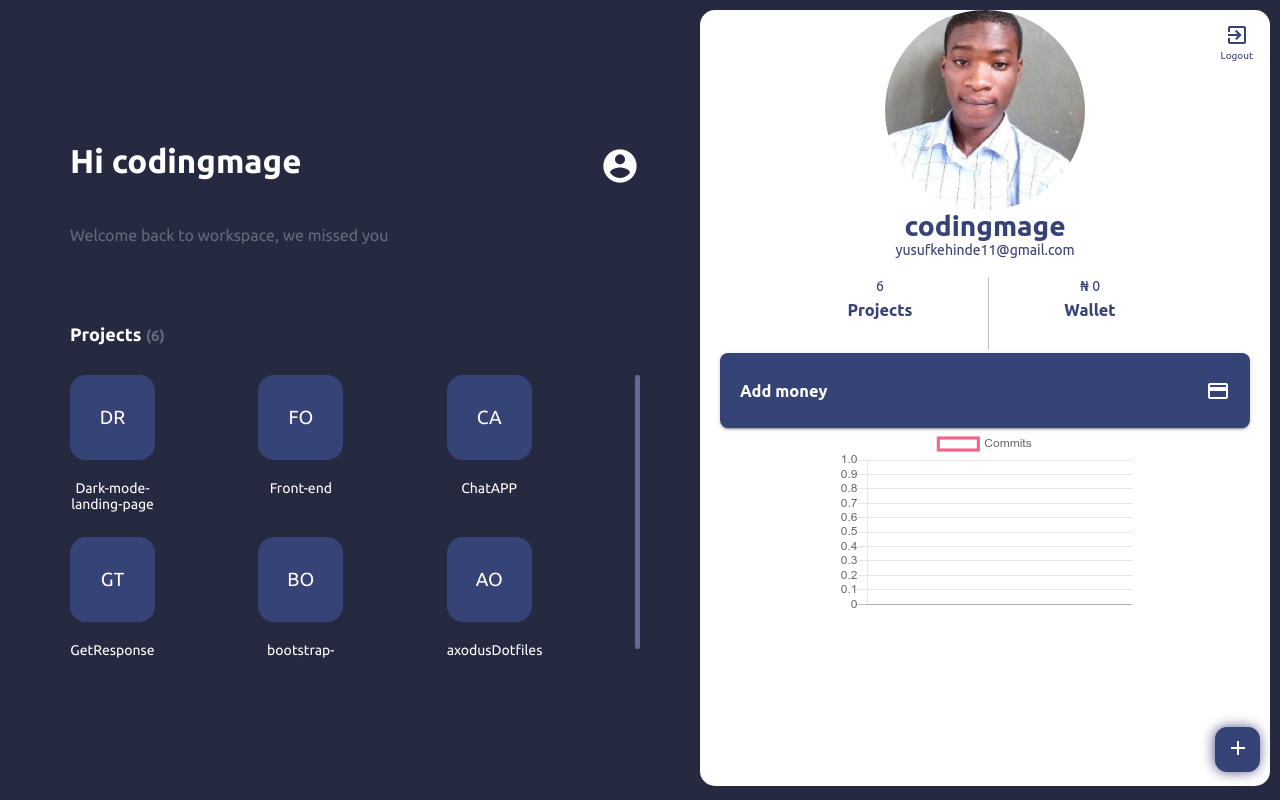 Hi codingmage
Welcome back to workspace, we missed you
Projects (6)
DR
FO
CA
Dark-mode-
landing-page
Front-end
ChatAPP
GT
BO
AO
GetResponse
bootstrap-
axodusDotfiles
Logout
codingmage
yusufkehinde11@gmail.com
6
Projects
₦ 0
Wallet
Add money
Commits
1.0
0.9
0.8
0.7
0.6
0.5
0.4
0.3
0.2
0.1
0